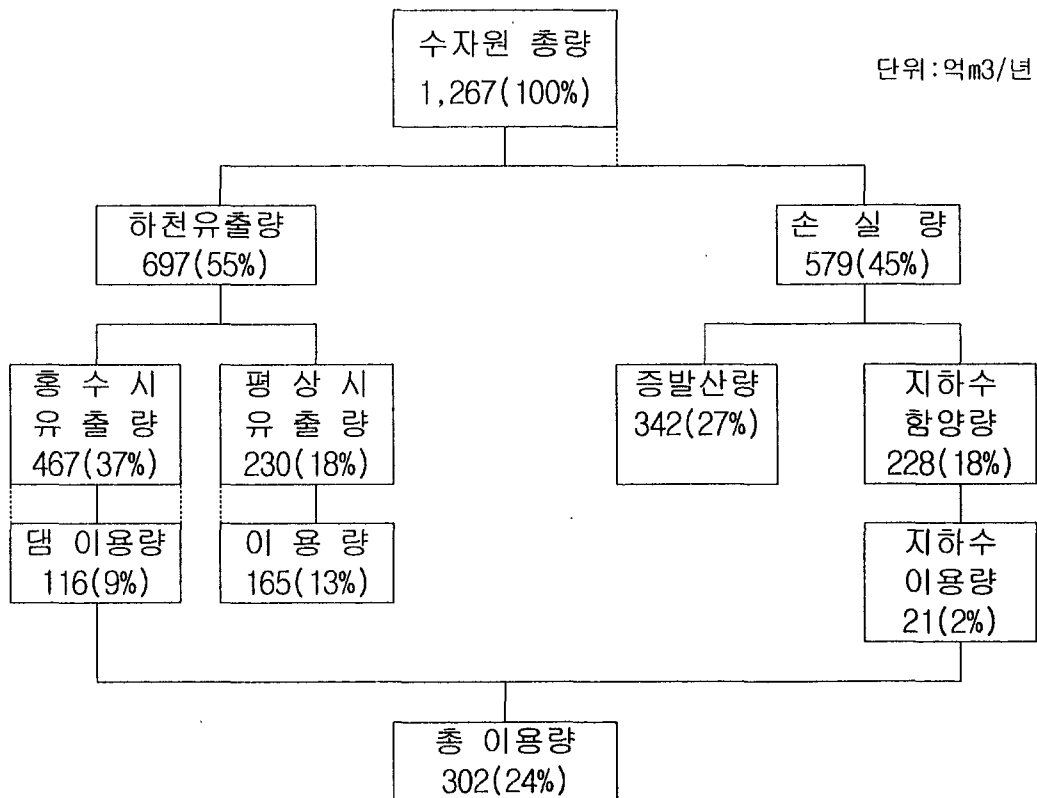 수자원 총량
1,267(100%)
단위:억m3/년
하천유출량
697(55%)
손 실 량
579(45%)
홍 수 시
유 출 량
467(37%)
평 상 시
유 출 량
230(18%)
증발산량
342(27%)
지하수
함양량
228(18%)
댐 이용량
116(9%)
이 용 량
165(13%)
지하수
이용량
21(2%)
총 이용량
302(24%)